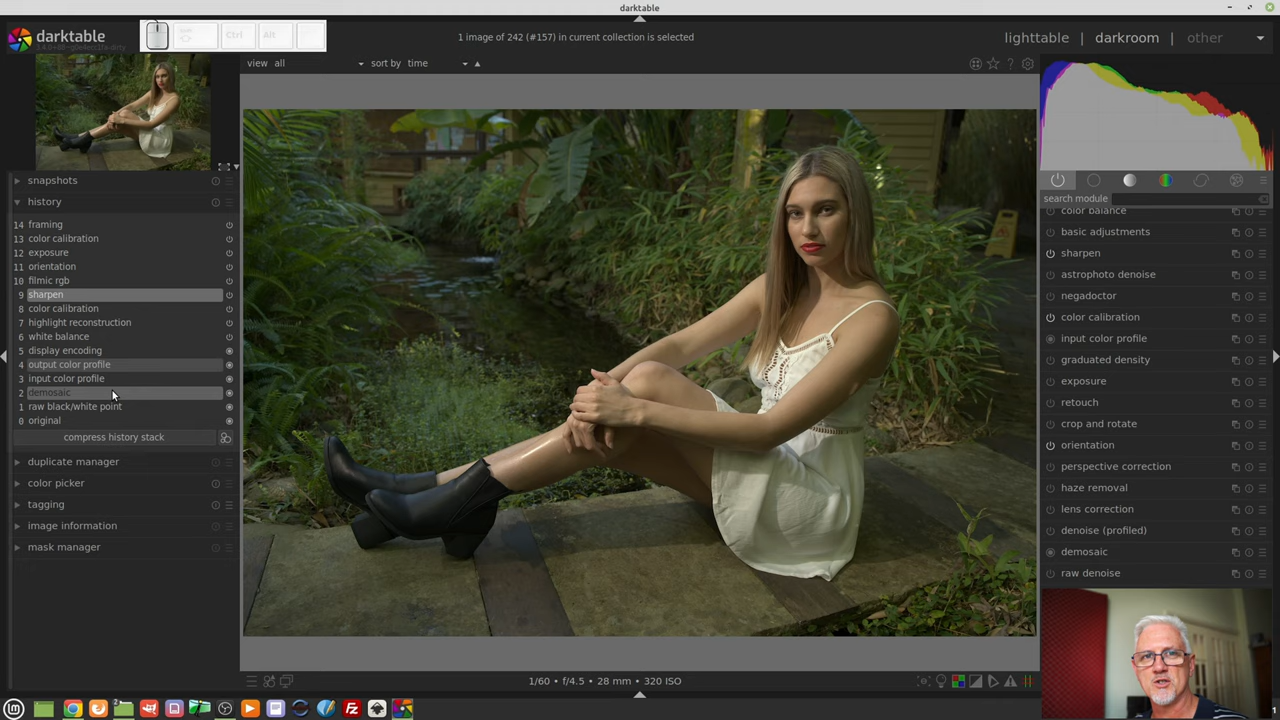 darktable
darktable
Ctrl
Alt
1 image of 242 (#157) in current collection is selected
lighttable | darkroom | other
view all
sort by time
snapshots
history
14 framing
13 color calibration
12 exposure
11 orientation
10 filmic rgb
9 sharpen
8 color calibration
7 highlight reconstruction
6 white balance
5 display encoding
4 output color profile
3 input color profile
2 demosaic
1 raw black/white point
0 original
compress history stack
duplicate manager
color picker
tagging
image information
mask manager
1/60 • f/4.5 • 28 mm • 320 ISO
search module
color balance
basic adjustments
sharpen
astrophoto denoise
negadoctor
color calibration
input color profile
graduated density
exposure
retouch
crop and rotate
orientation
perspective correction
haze removal
lens correction
denoise (profiled)
demosaic
raw denoise